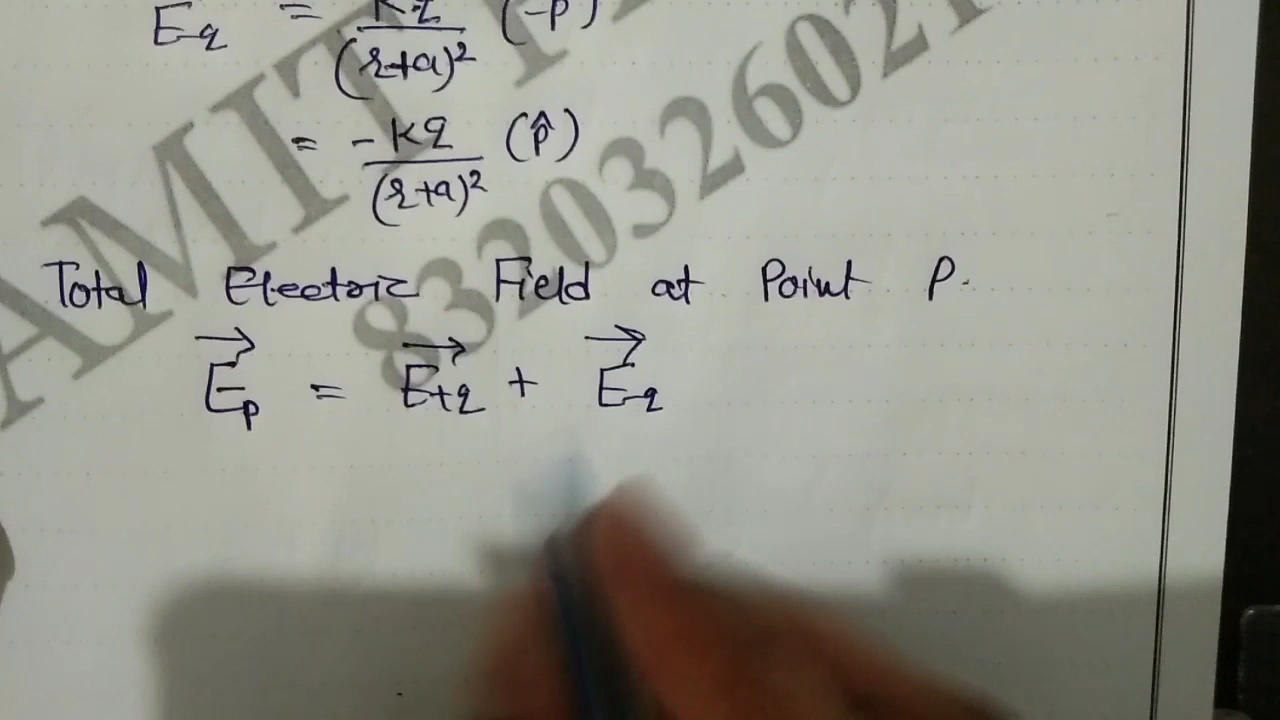 E-q = Kq/(r+a)² (-p̂)
= -Kq/(r+a)² (p̂)
Total Electric Field at Point P.
E⃗p = E⃗+q + E⃗-q
AMIT
8320326021